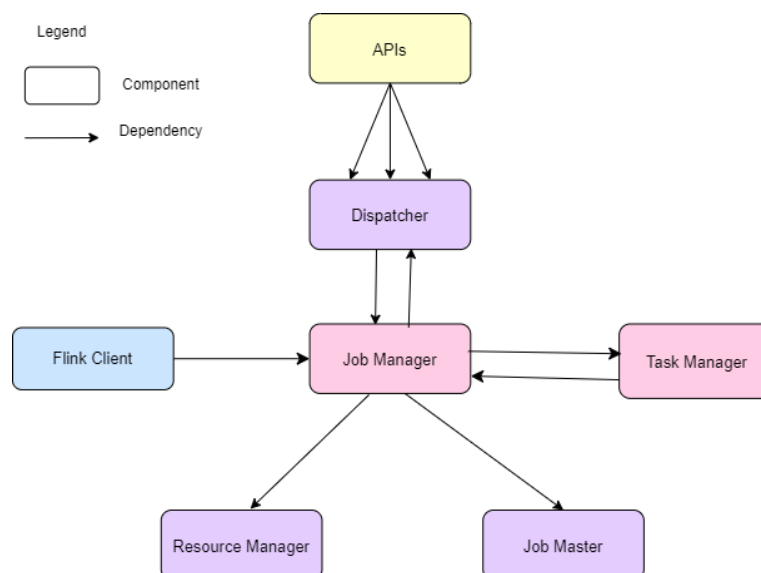 Legend
Component
Dependency
APIs
Dispatcher
Flink Client
Job Manager
Task Manager
Resource Manager
Job Master